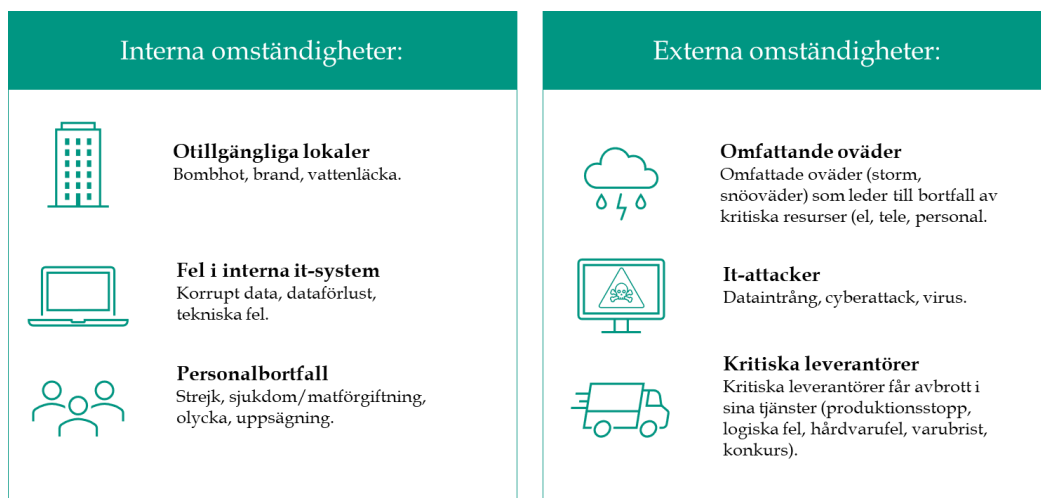 Interna omständigheter:
Otillgängliga lokaler
Bombhot, brand, vattenläcka.
Fel i interna it-system
Korrupt data, dataförlust,
tekniska fel.
Personalbortfall
Strejk, sjukdom/matförgiftning,
olycka, uppsägning.
Externa omständigheter:
Omfattande oväder
Omfattade oväder (storm,
snöoväder) som leder till bortfall av
kritiska resurser (el, tele, personal.
It-attacker
Dataintrång, cyberattack, virus.
Kritiska leverantörer
Kritiska leverantörer får avbrott i
sina tjänster (produktionsstopp,
logiska fel, hårdvarufel, varubrist,
konkurs).